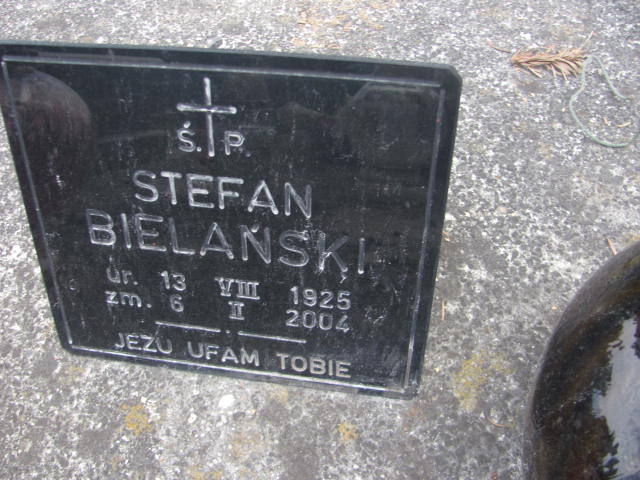 Ś. P.
STEFAN
BIELAŃSKI
ur. 13 VIII 1925
zm. 6 II 2004
JEZU UFAM TOBIE